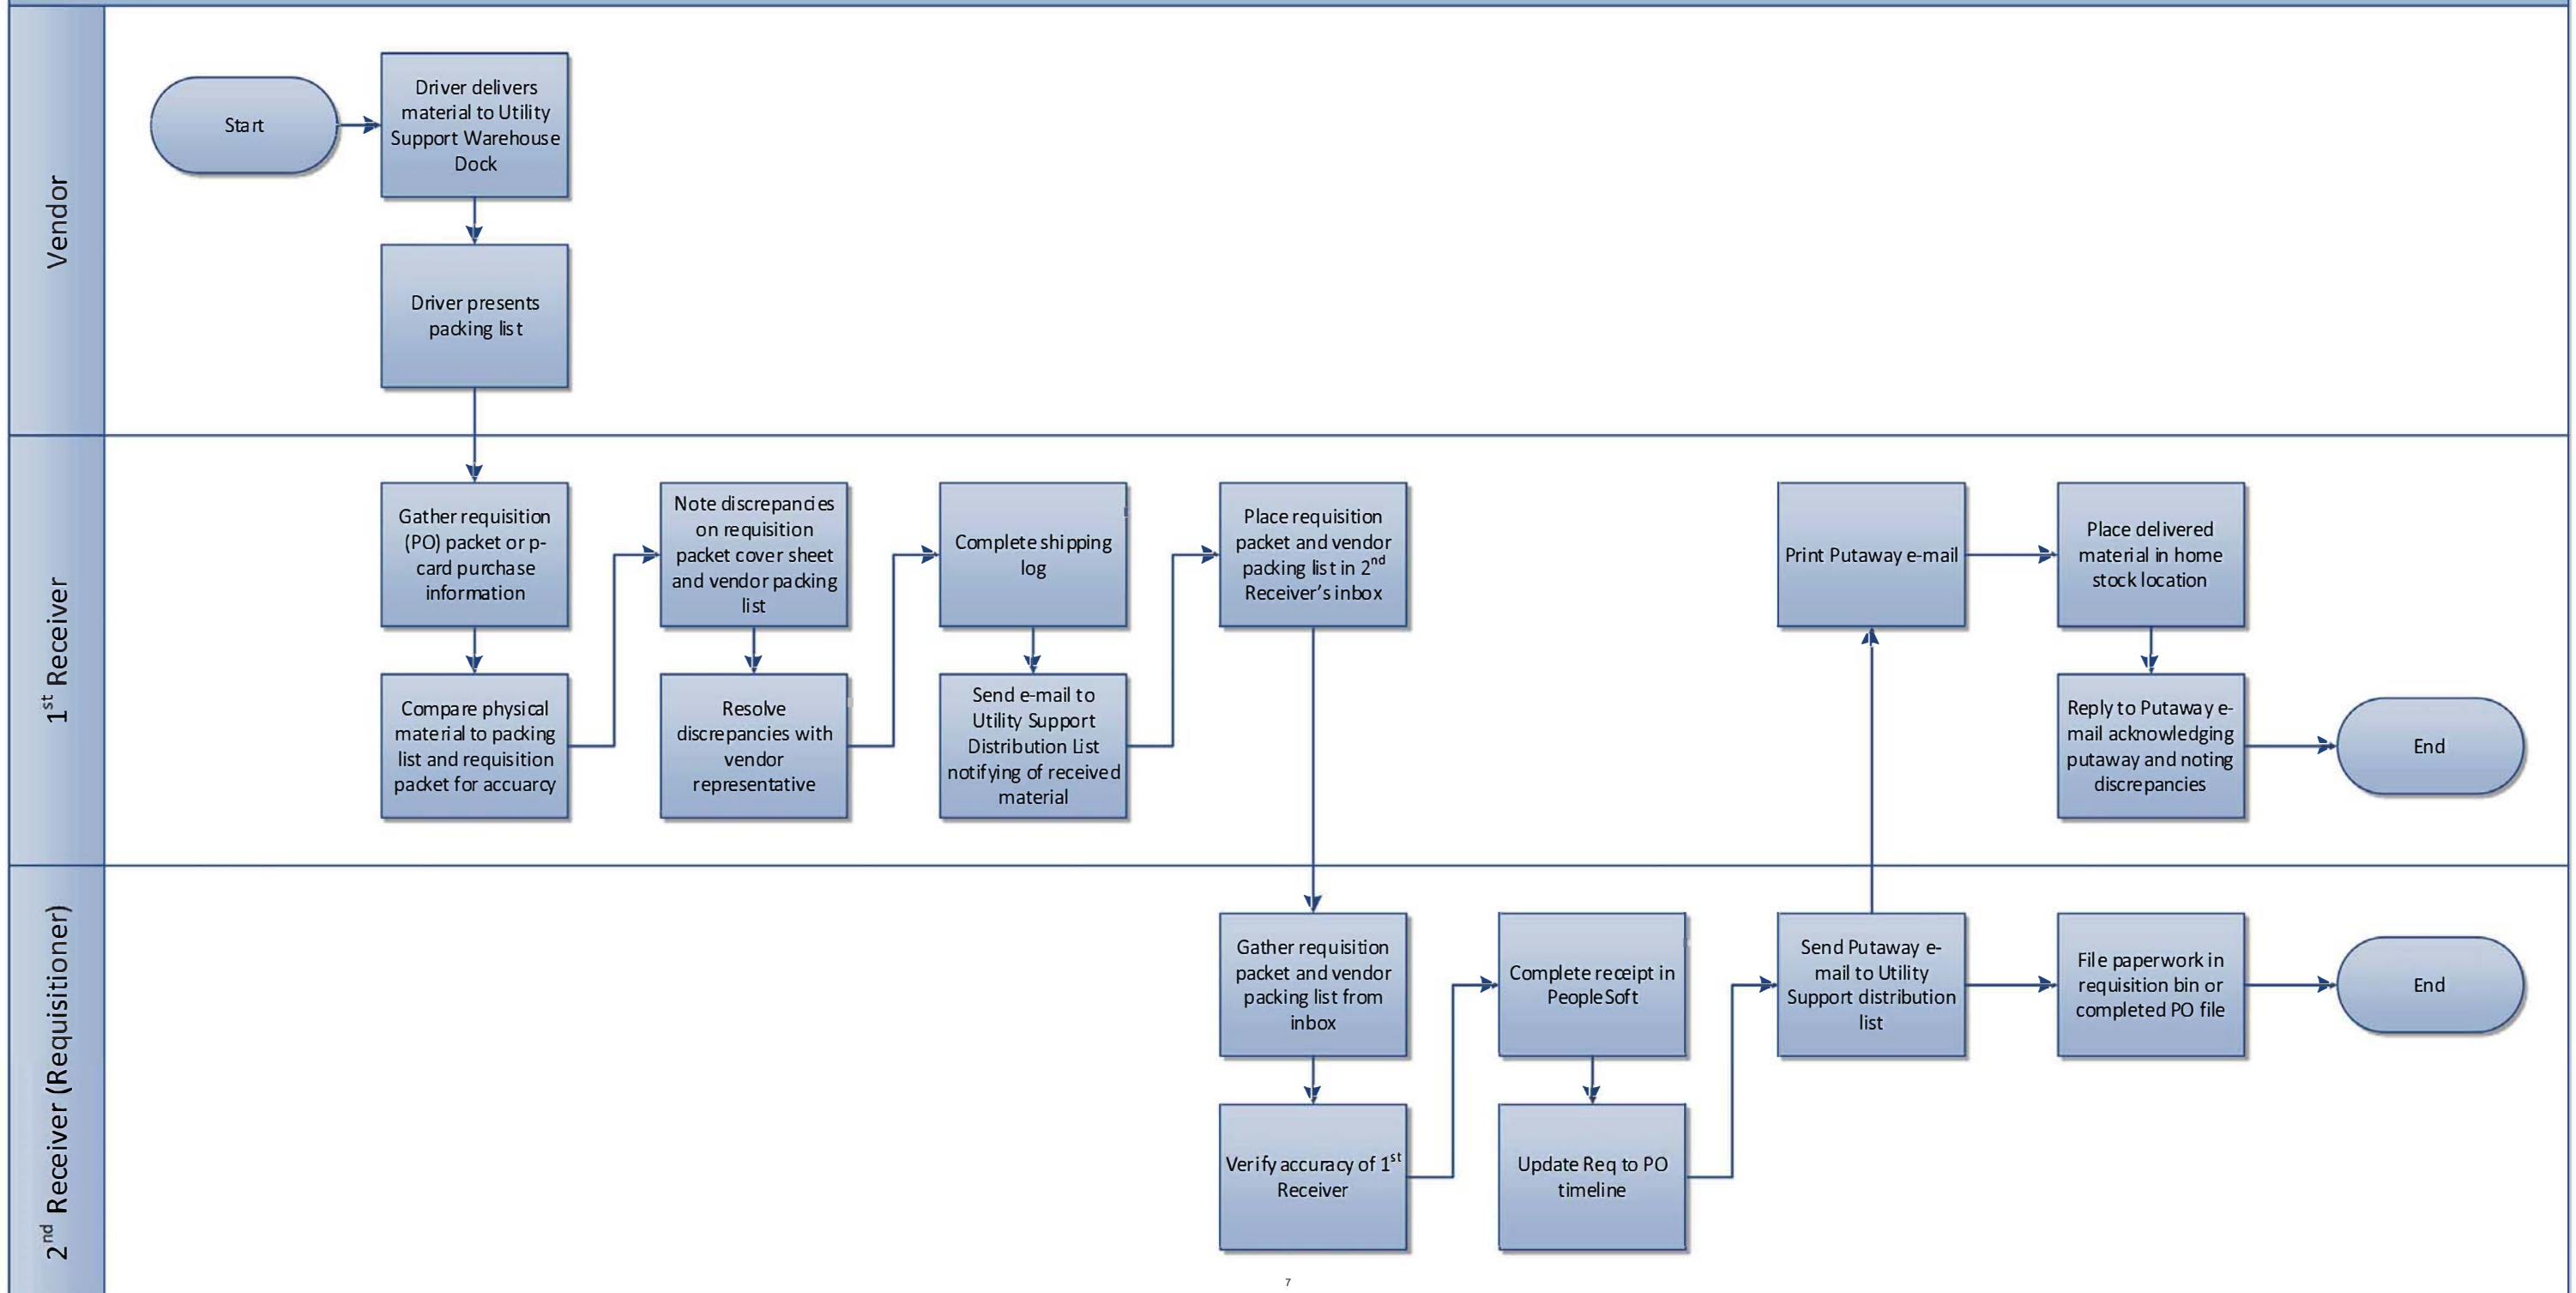 Vendor
Start
Driver delivers
material to Utility
Support Warehouse
Dock
Driver presents
packing list
1st Receiver
Gather requisition
(PO) packet or p-
card purchase
information
Compare physical
material to packing
list and requisition
packet for accuarcy
Note discrepancies
on requisition
packet cover sheet
and vendor packing
list
Resolve
discrepancies with
vendor
representative
Complete shipping
log
Send e-mail to
Utility Support
Distribution List
notifying of received
material
Place requisition
packet and vendor
packing list in 2nd
Receiver's inbox
Print Putaway e-mail
Place delivered
material in home
stock location
Reply to Putaway e-
mail acknowledging
putaway and noting
discrepancies
End
2nd Receiver (Requisitioner)
Gather requisition
packet and vendor
packing list from
inbox
Verify accuracy of 1st
Receiver
Complete receipt in
PeopleSoft
Update Req to PO
timeline
Send Putaway e-
mail to Utility
Support distribution
list
File paperwork in
requisition bin or
completed PO file
End
7